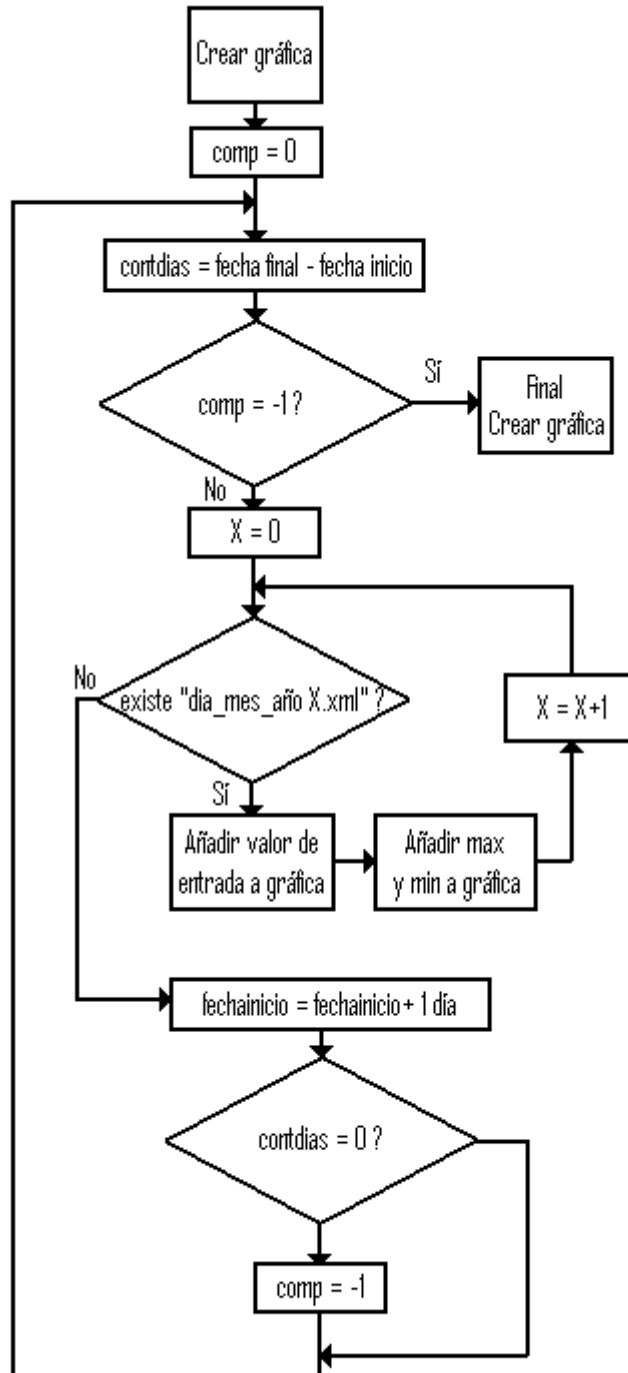 Crear gráfica
comp = 0
contdias = fecha final - fecha inicio
comp = -1 ?
Sí
Final
Crear gráfica
No
X = 0
No
existe "dia_mes_año X.xml" ?
X = X+1
Sí
Añadir valor de
entrada a gráfica
Añadir max
y min a gráfica
fechainicio = fechainicio+ 1 día
contdias = 0 ?
comp = -1